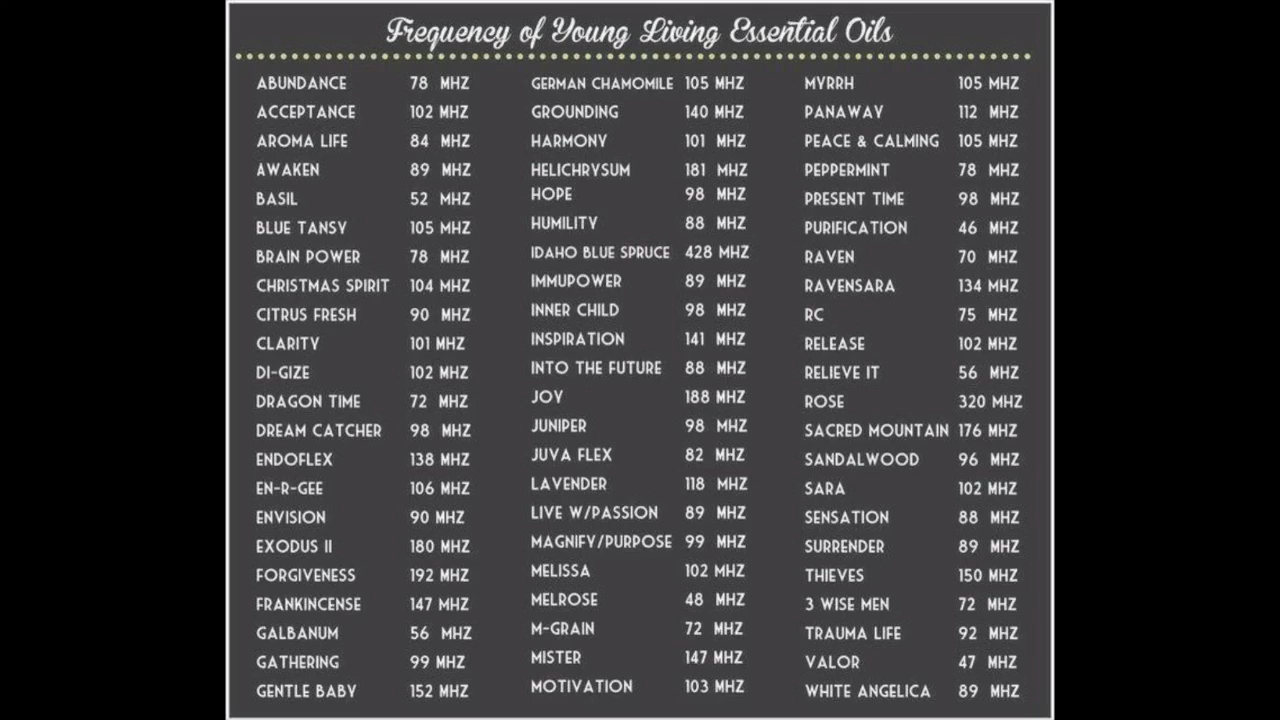 Frequency of Young Living Essential Oils
ABUNDANCE 78 MHZ
ACCEPTANCE 102 MHZ
AROMA LIFE 84 MHZ
AWAKEN 89 MHZ
BASIL 52 MHZ
BLUE TANSY 105 MHZ
BRAIN POWER 78 MHZ
CHRISTMAS SPIRIT 104 MHZ
CITRUS FRESH 90 MHZ
CLARITY 101 MHZ
DI-GIZE 102 MHZ
DRAGON TIME 72 MHZ
DREAM CATCHER 98 MHZ
ENDOFLEX 138 MHZ
EN-R-GEE 106 MHZ
ENVISION 90 MHZ
EXODUS II 180 MHZ
FORGIVENESS 192 MHZ
FRANKINCENSE 147 MHZ
GALBANUM 56 MHZ
GATHERING 99 MHZ
GENTLE BABY 152 MHZ
GERMAN CHAMOMILE 105 MHZ
GROUNDING 140 MHZ
HARMONY 101 MHZ
HELICHRYSUM 181 MHZ
HOPE 98 MHZ
HUMILITY 88 MHZ
IDAHO BLUE SPRUCE 428 MHZ
IMMUPOWER 89 MHZ
INNER CHILD 98 MHZ
INSPIRATION 141 MHZ
INTO THE FUTURE 88 MHZ
JOY 188 MHZ
JUNIPER 98 MHZ
JUVA FLEX 82 MHZ
LAVENDER 118 MHZ
LIVE W/PASSION 89 MHZ
MAGNIFY/PURPOSE 99 MHZ
MELISSA 102 MHZ
MELROSE 48 MHZ
M-GRAIN 72 MHZ
MISTER 147 MHZ
MOTIVATION 103 MHZ
MYRRH 105 MHZ
PANAWAY 112 MHZ
PEACE & CALMING 105 MHZ
PEPPERMINT 78 MHZ
PRESENT TIME 98 MHZ
PURIFICATION 46 MHZ
RAVEN 70 MHZ
RAVENSARA 134 MHZ
RC 75 MHZ
RELEASE 102 MHZ
RELIEVE IT 56 MHZ
ROSE 320 MHZ
SACRED MOUNTAIN 176 MHZ
SANDALWOOD 96 MHZ
SARA 102 MHZ
SENSATION 88 MHZ
SURRENDER 89 MHZ
THIEVES 150 MHZ
3 WISE MEN 72 MHZ
TRAUMA LIFE 92 MHZ
VALOR 47 MHZ
WHITE ANGELICA 89 MHZ